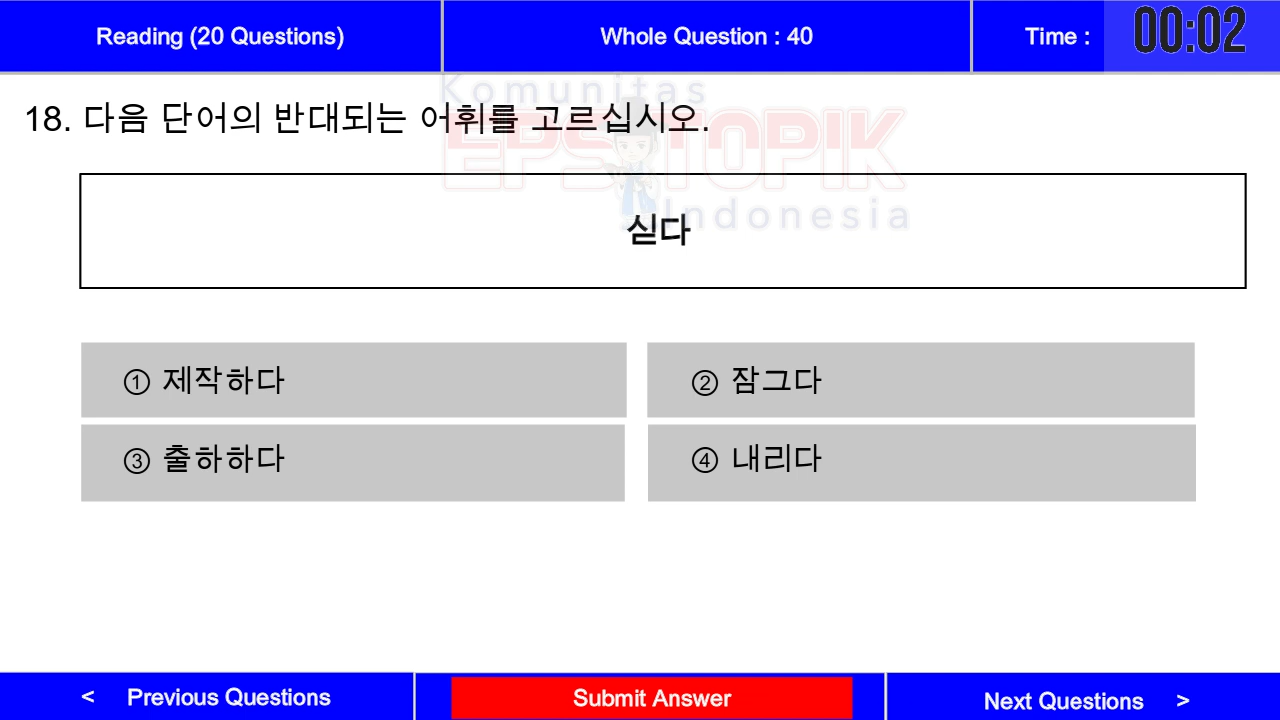 Reading (20 Questions)
Whole Question : 40
Time :
00:02
Komunitas
EPS TOPIK
Indonesia
18. 다음 단어의 반대되는 어휘를 고르십시오.
싣다
① 제작하다
② 잠그다
③ 출하하다
④ 내리다
< Previous Questions
Submit Answer
Next Questions >